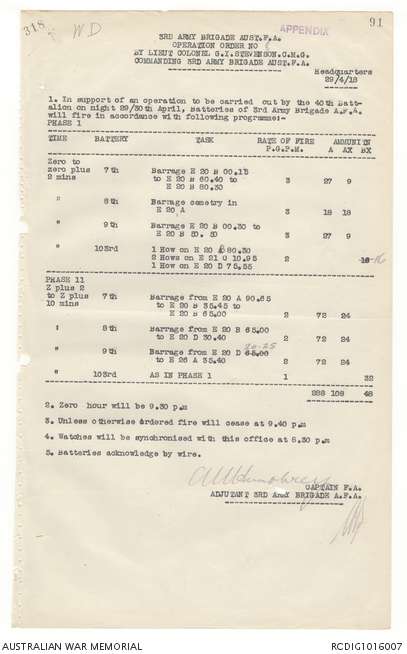 318 WD
APPENDIX 91
3RD ARMY BRIGADE AUST.F.A.
OPERATION ORDER NO
BY LIEUT COLONEL G.I.STEVENSON.C.M.G.
COMMANDING 3RD ARMY BRIGADE AUST.F.A.
Headquarters
29/4/18
1. In support of an operation to be carried out by the 40th Batt-
alion on night 29/30th April, Batteries of 3rd Army Brigade A.F.A.
will fire in accordance with following programme:-
PHASE 1
TIME BATTERY TASK RATE OF FIRE AMMUNITION
P.G.P.M. A AX BX
Zero to
zero plus 7th Barrage E 20 B 00.15
2 mins to E 20 B 60.40 to 3 27 9
E 20 B 80.30
" 8th Barrage cemetry in
E 20 A 3 18 18
" 9th Barrage E 20 B 00.30 to
E 20 B 50. 50 3 27 9
" 103rd 1 How on E 20 B 80.30
2 Hows on E 21 C 10.95 2 16
1 How on E 20 D 75.55
PHASE 11
Z plus 2
to Z plus 7th Barrage from E 20 A 90.65
10 mins to E 20 B 35.45 to
E 20 B 65.00 2 72 24
" 8th Barrage from E 20 B 65.00
to E 20 D 30.40 2 72 24
" 9th Barrage from E 20 D 65.00 20-25
to E 26 A 35.40 2 72 24
" 103rd AS IN PHASE 1 1 32
288 108 48
2. Zero hour will be 9.30 p.m
3. Unless otherwise ordered fire will cease at 9.40 p.m
4. Watches will be synchronised with this office at 8.30 p.m
5. Batteries acknowledge by wire.
CAPTAIN F.A.
ADJUTANT 3RD Army BRIGADE A.F.A.
AUSTRALIAN WAR MEMORIAL RCDIG1016007